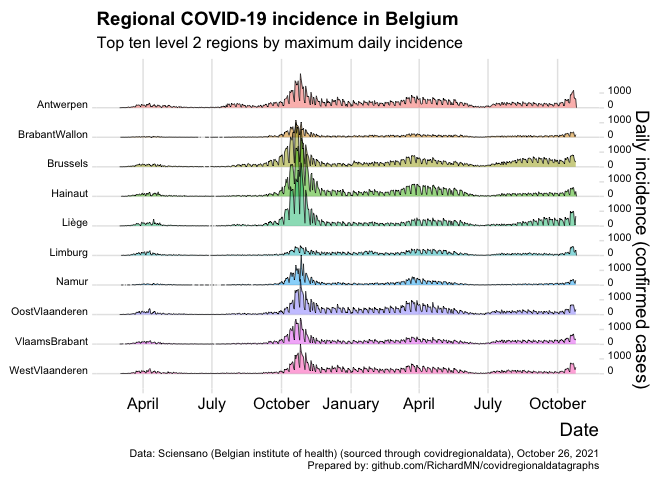 Regional COVID-19 incidence in Belgium
Top ten level 2 regions by maximum daily incidence
Antwerpen
1000
0
BrabantWallon
1000
0
Brussels
1000
0
Hainaut
1000
0
Liège
1000
0
Limburg
1000
0
Namur
1000
0
OostVlaanderen
1000
0
VlaamsBrabant
1000
0
WestVlaanderen
1000
0
Daily incidence (confirmed cases)
April July October January April July October
Date
Data: Sciensano (Belgian institute of health) (sourced through covidregionaldata), October 26, 2021
Prepared by: github.com/RichardMN/covidregionaldatagraphs